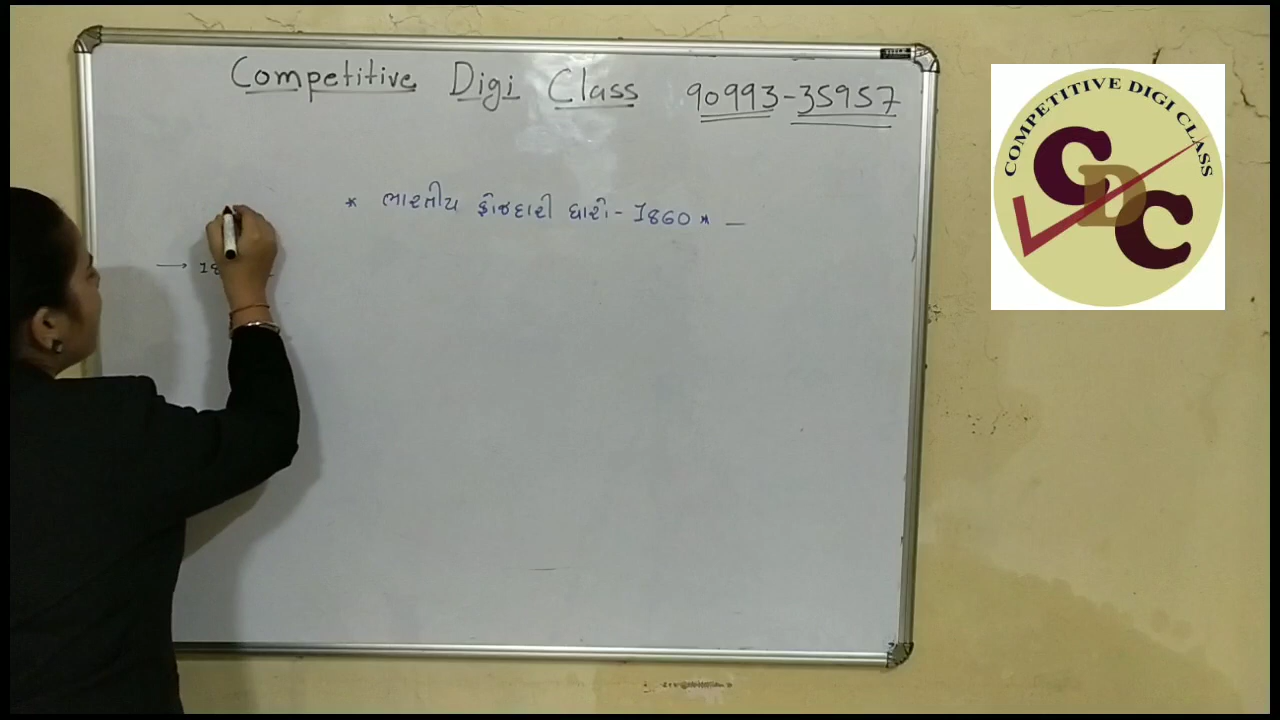 Competitive Digi Class 90993-35957
* ભારતીય ફોજદારી ધારો - 1860 * —
COMPETITIVE DIGI CLASS
CDC